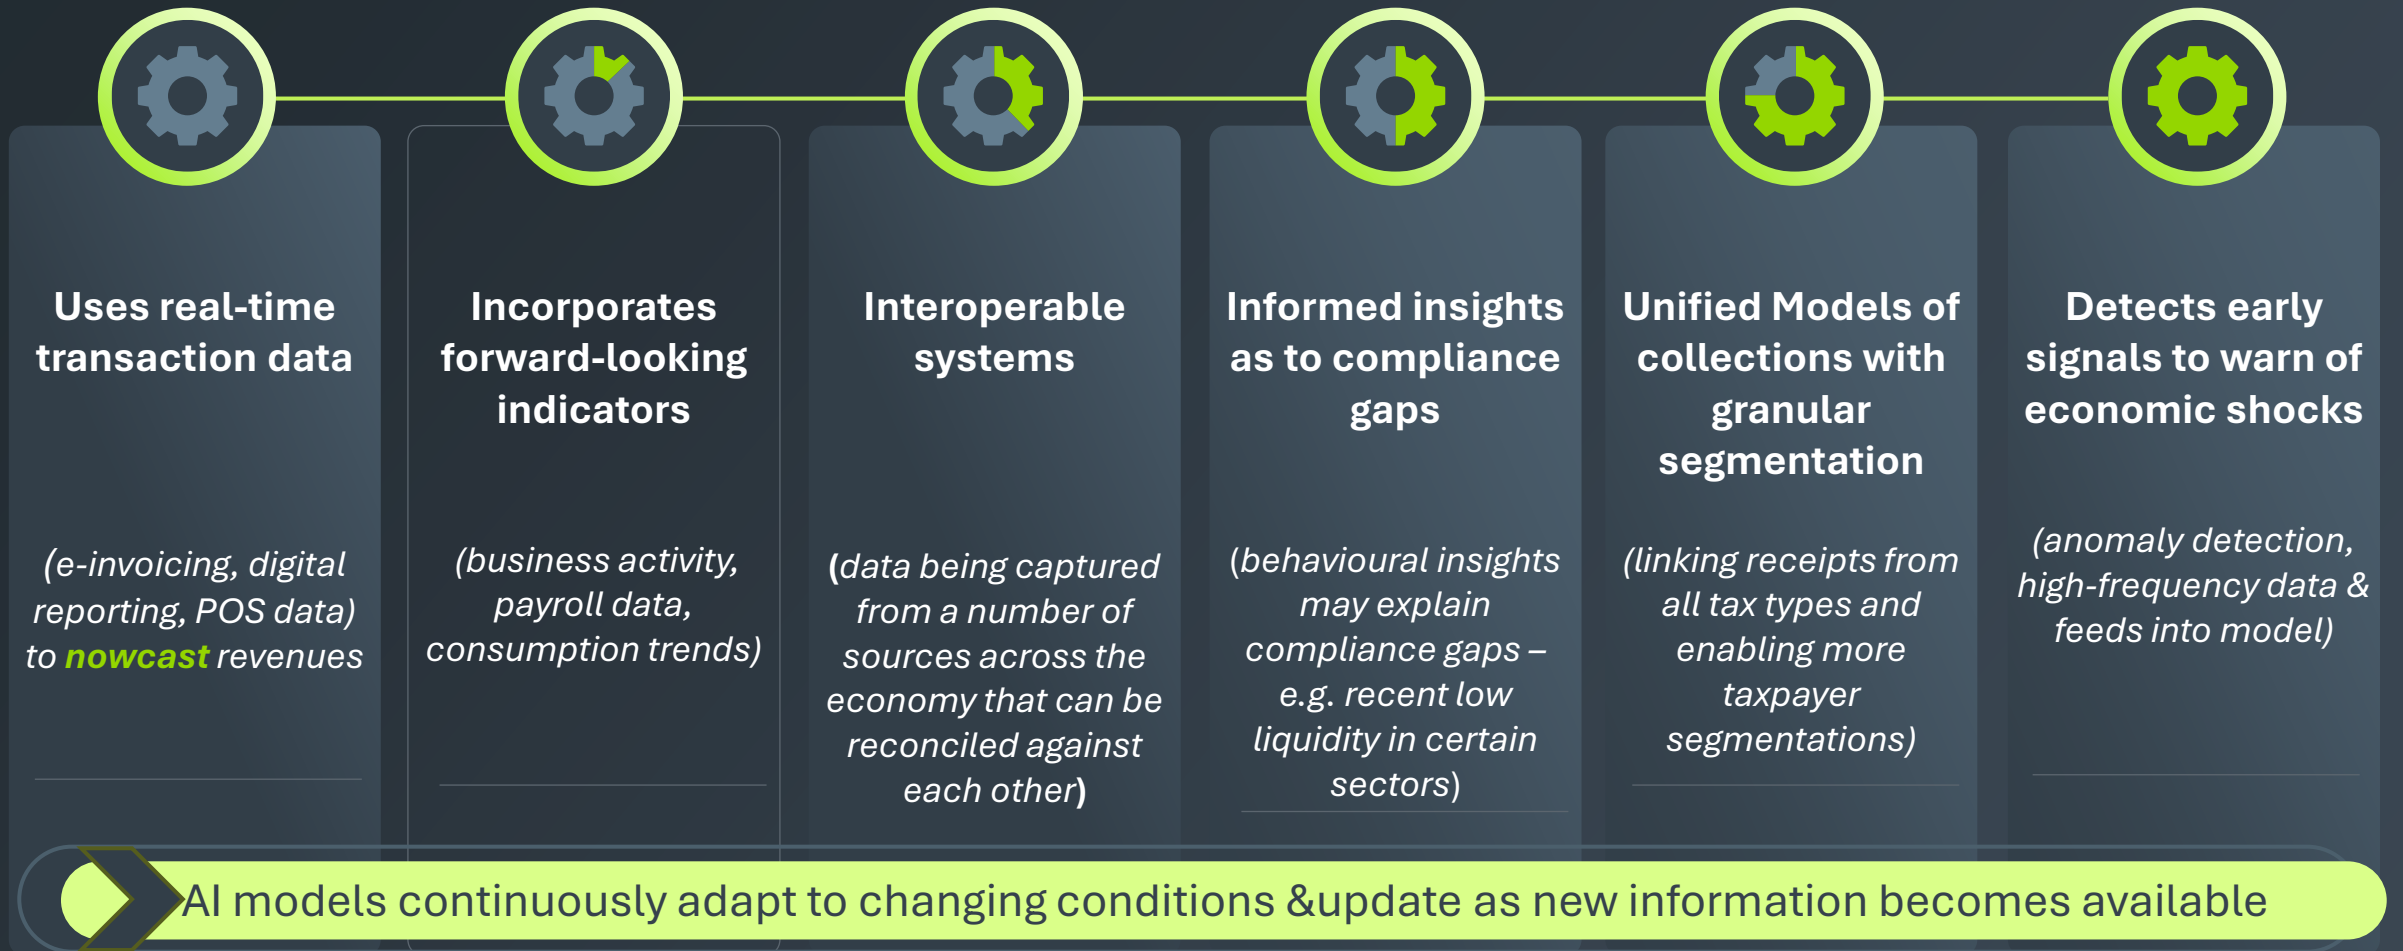 Uses real-time
transaction data
(e-invoicing, digital
reporting, POS data)
to nowcast revenues
Incorporates
forward-looking
indicators
(business activity,
payroll data,
consumption trends)
Interoperable
systems
(data being captured
from a number of
sources across the
economy that can be
reconciled against
each other)
Informed insights
as to compliance
gaps
(behavioural insights
may explain
compliance gaps –
e.g. recent low
liquidity in certain
sectors)
Unified Models of
collections with
granular
segmentation
(linking receipts from
all tax types and
enabling more
taxpayer
segmentations)
Detects early
signals to warn of
economic shocks
(anomaly detection,
high-frequency data &
feeds into model)
AI models continuously adapt to changing conditions &update as new information becomes available